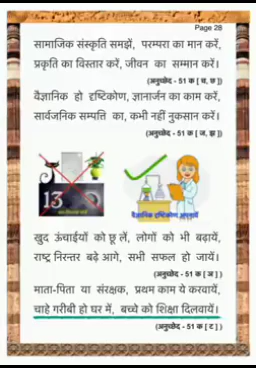 Page 28
सामाजिक संस्कृति समझें, परम्परा का मान करें,
प्रकृति का विस्तार करें, जीवन का सम्मान करें।
(अनुच्छेद - 51 क [ च, छ ])
वैज्ञानिक हो दृष्टिकोण, ज्ञानार्जन का काम करें,
सार्वजनिक सम्पत्ति का, कभी नहीं नुकसान करें।
(अनुच्छेद - 51 क [ ज, झ ])
13
वैज्ञानिक दृष्टिकोण अपनायें
खुद ऊंचाईयों को छू लें, लोगों को भी बढ़ायें,
राष्ट्र निरन्तर बढ़े आगे, सभी सफल हो जायें।
(अनुच्छेद - 51 क [ ञ ])
माता-पिता या संरक्षक, प्रथम काम ये करवायें,
चाहे गरीबी हो घर में, बच्चे को शिक्षा दिलवायें।
(अनुच्छेद - 51 क [ ट ])